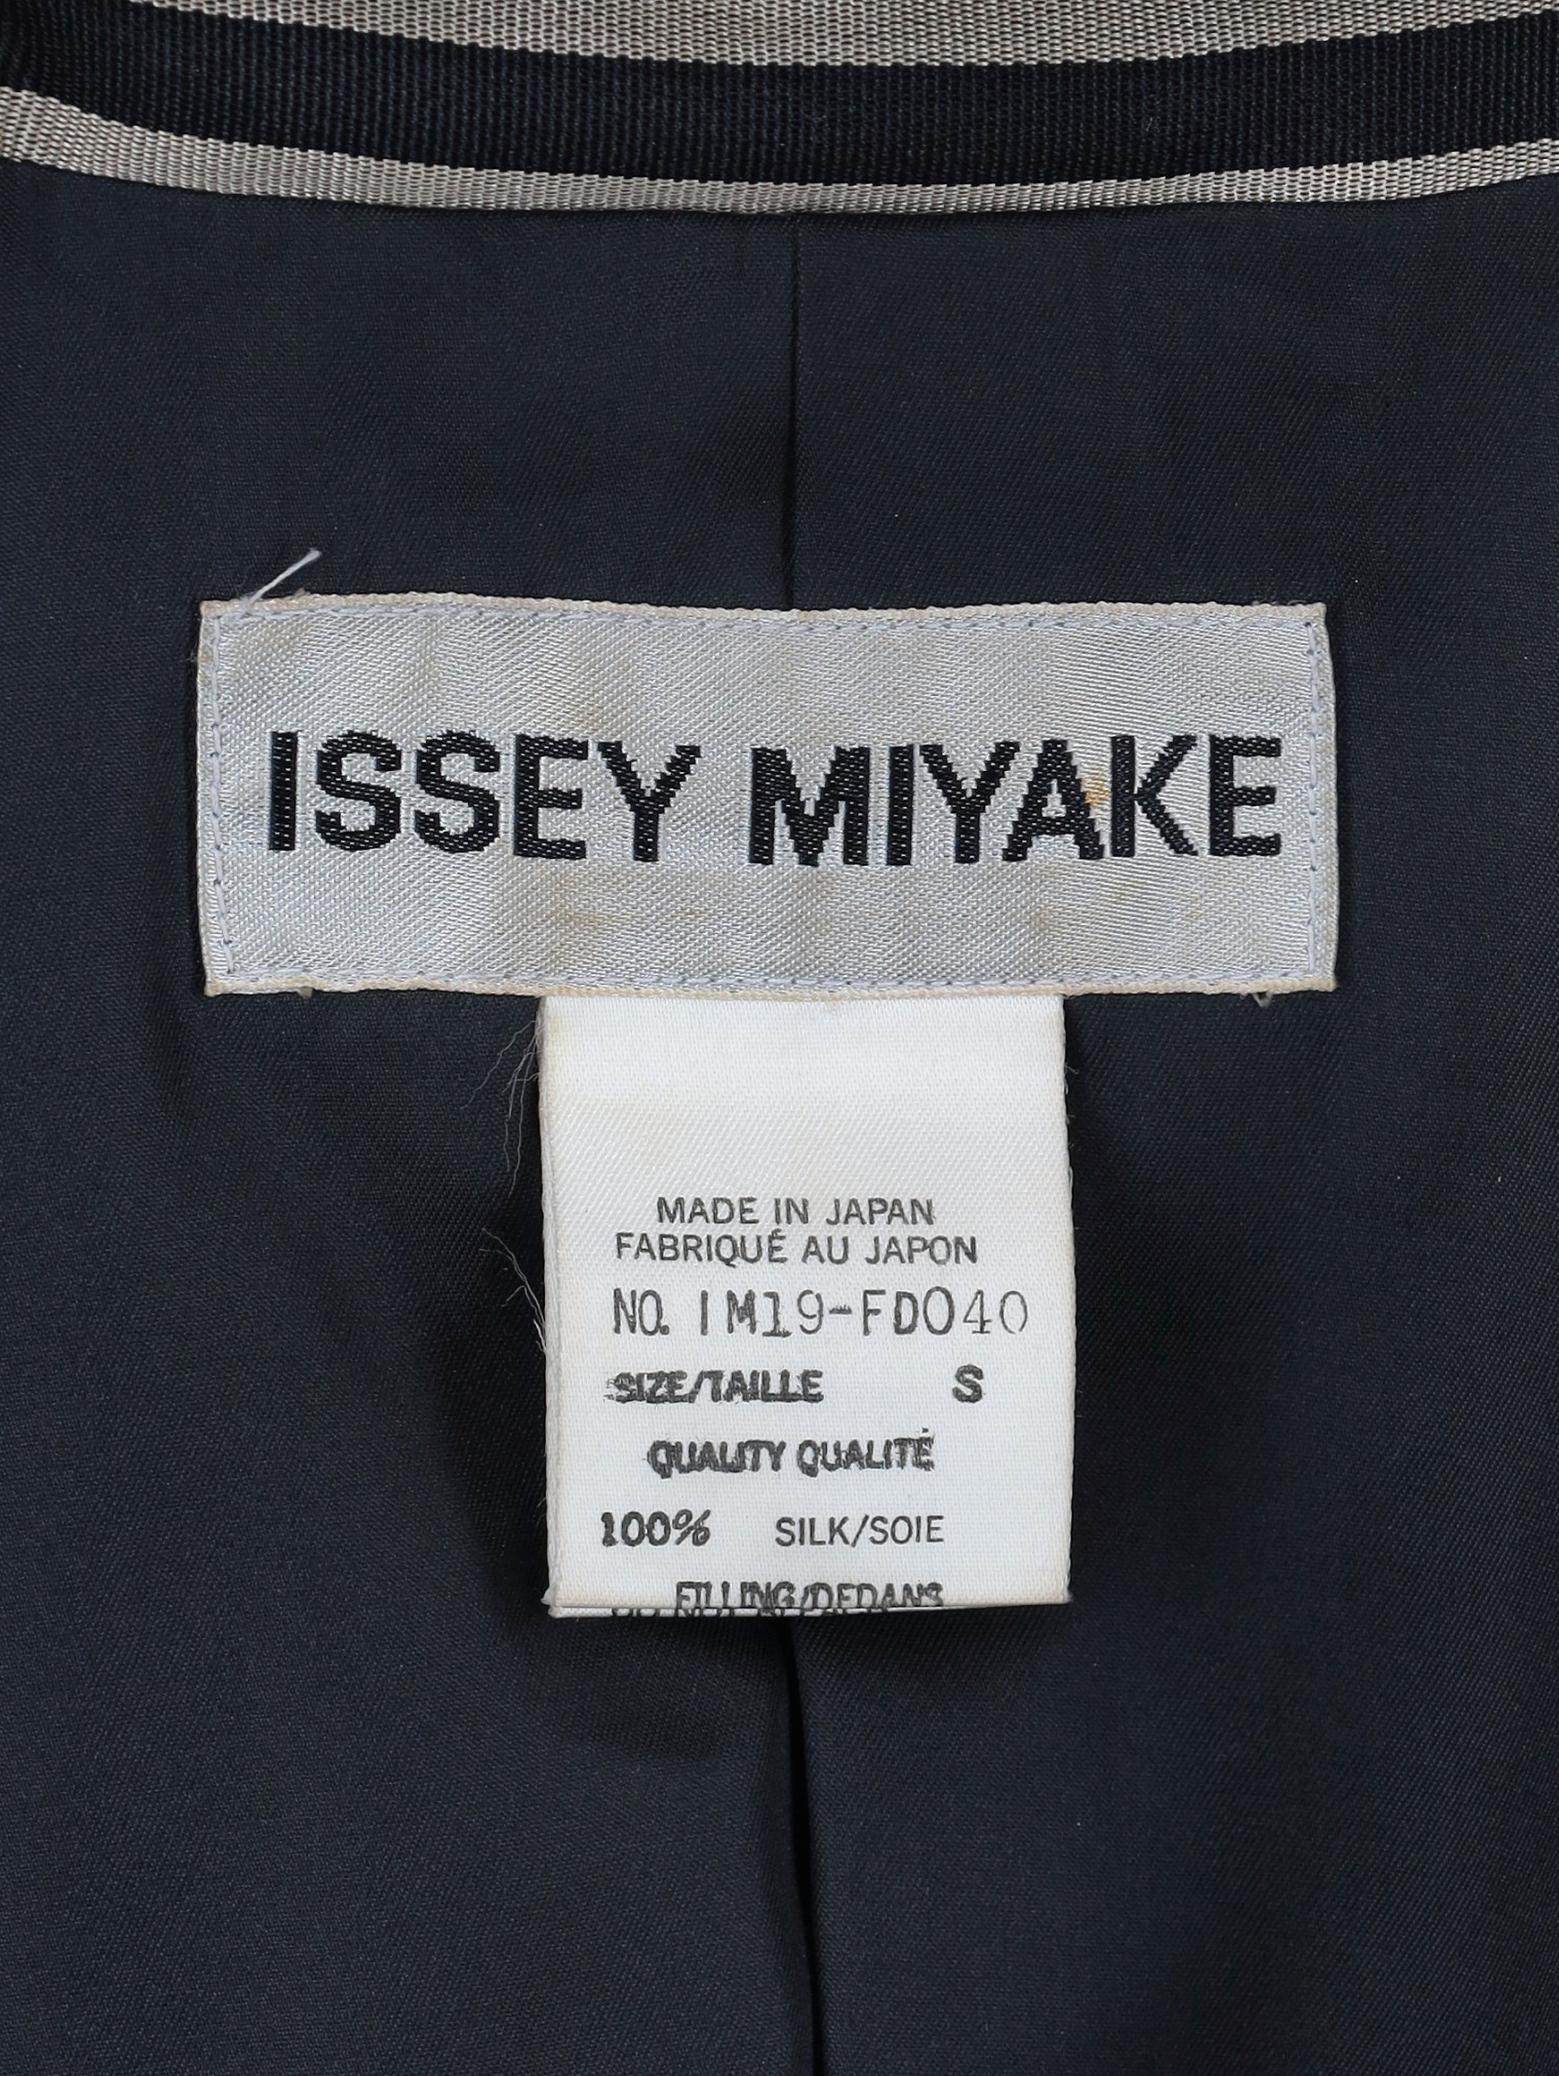 ISSEY MIYAKE
MADE IN JAPAN
FABRIQUÉ AU JAPON
NO. IM19-FD040
SIZE/TAILLE S
QUALITY QUALITÉ
100% SILK/SOIE
FILLING/DEDANS